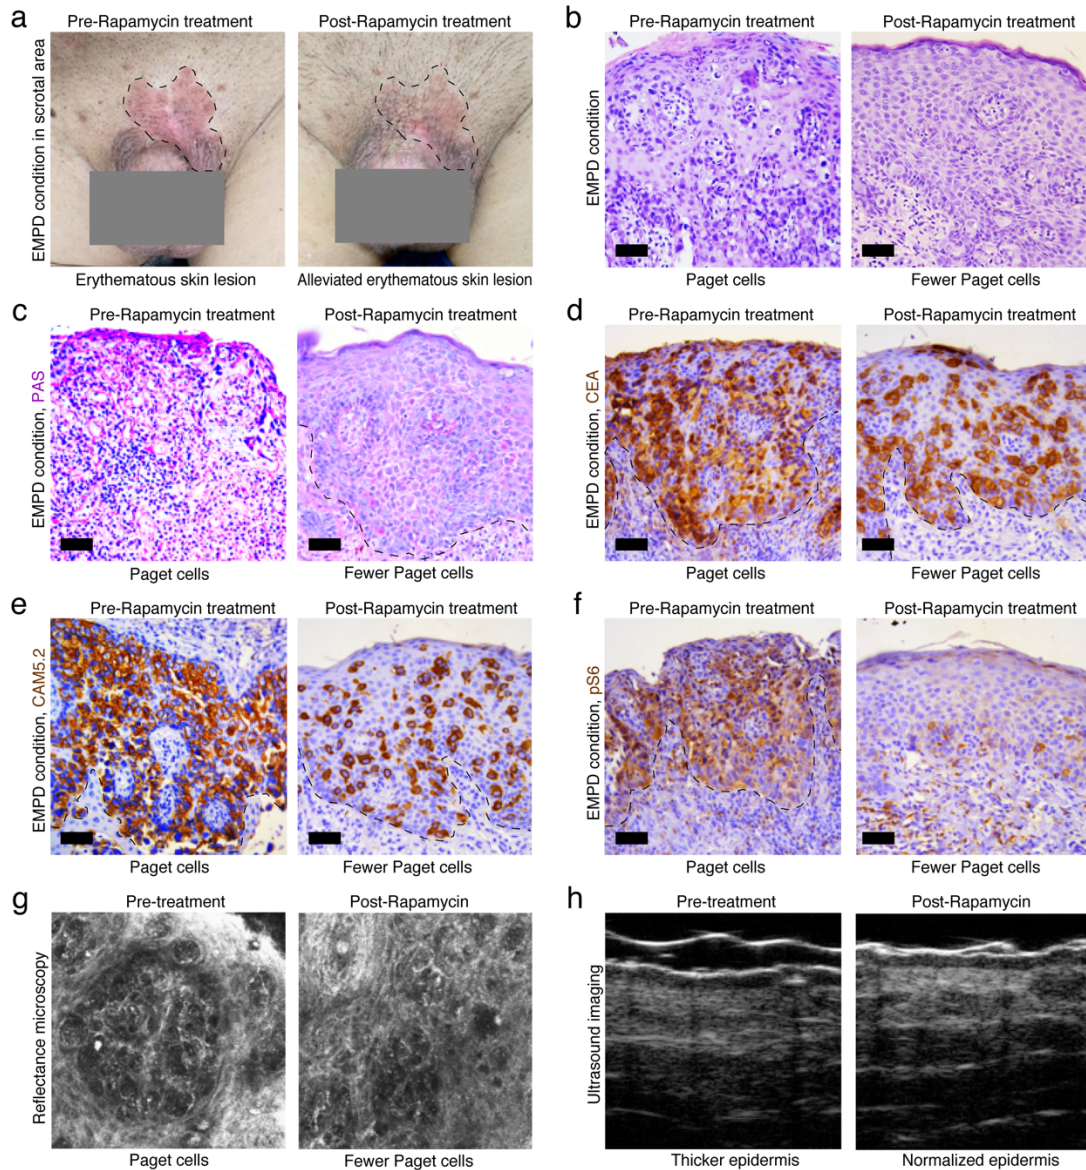 a
Pre-Rapamycin treatment
Post-Rapamycin treatment
EMPD condition in scrotal area
Erythematous skin lesion
Alleviated erythematous skin lesion
b
Pre-Rapamycin treatment
Post-Rapamycin treatment
EMPD condition
Paget cells
Fewer Paget cells
c
Pre-Rapamycin treatment
Post-Rapamycin treatment
EMPD condition, PAS
Paget cells
Fewer Paget cells
d
Pre-Rapamycin treatment
Post-Rapamycin treatment
EMPD condition, CEA
Paget cells
Fewer Paget cells
e
Pre-Rapamycin treatment
Post-Rapamycin treatment
EMPD condition, CAM5.2
Paget cells
Fewer Paget cells
f
Pre-Rapamycin treatment
Post-Rapamycin treatment
EMPD condition, pS6
Paget cells
Fewer Paget cells
g
Pre-treatment
Post-Rapamycin
Reflectance microscopy
Paget cells
Fewer Paget cells
h
Pre-treatment
Post-Rapamycin
Ultrasound imaging
Thicker epidermis
Normalized epidermis